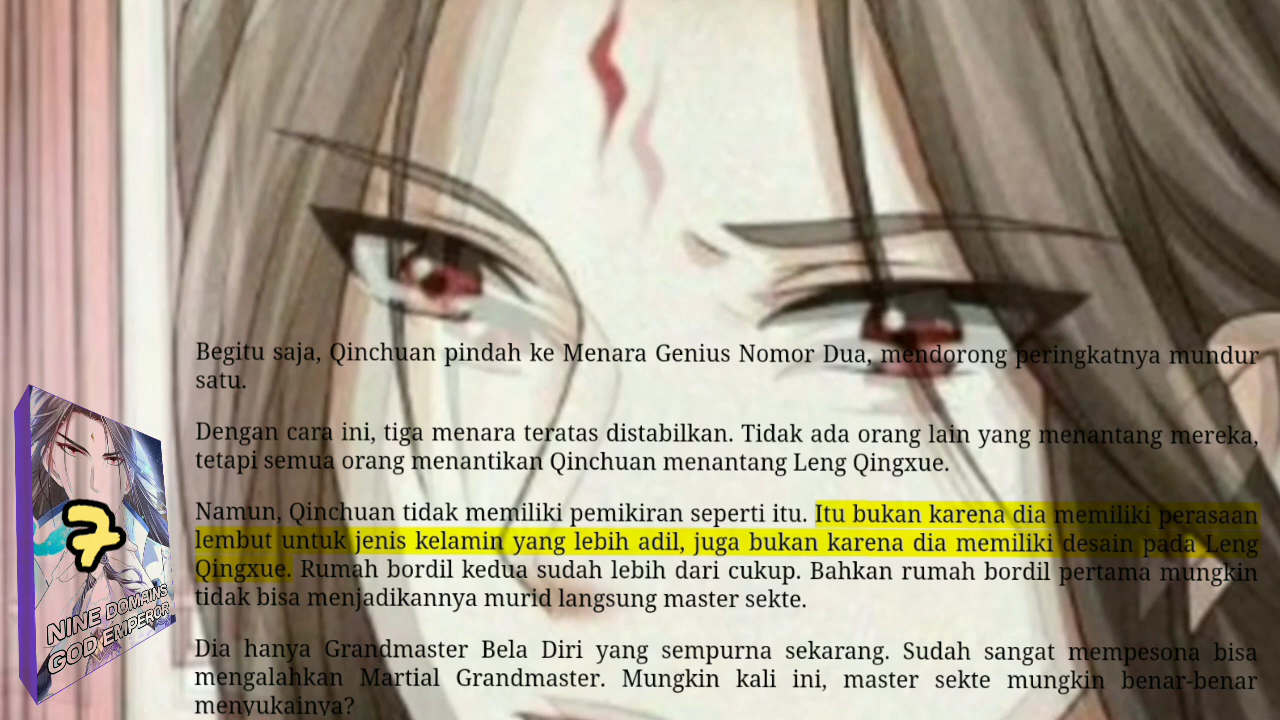 Begitu saja, Qinchuan pindah ke Menara Genius Nomor Dua, mendorong peringkatnya mundur
satu.
Dengan cara ini, tiga menara teratas distabilkan. Tidak ada orang lain yang menantang mereka,
tetapi semua orang menantikan Qinchuan menantang Leng Qingxue.
Namun, Qinchuan tidak memiliki pemikiran seperti itu. Itu bukan karena dia memiliki perasaan
lembut untuk jenis kelamin yang lebih adil, juga bukan karena dia memiliki desain pada Leng
Qingxue. Rumah bordil kedua sudah lebih dari cukup. Bahkan rumah bordil pertama mungkin
tidak bisa menjadikannya murid langsung master sekte.
Dia hanya Grandmaster Bela Diri yang sempurna sekarang. Sudah sangat mempesona bisa
mengalahkan Martial Grandmaster. Mungkin kali ini, master sekte mungkin benar-benar
menyukainya?
7
NINE DOMAINS
GOD EMPEROR